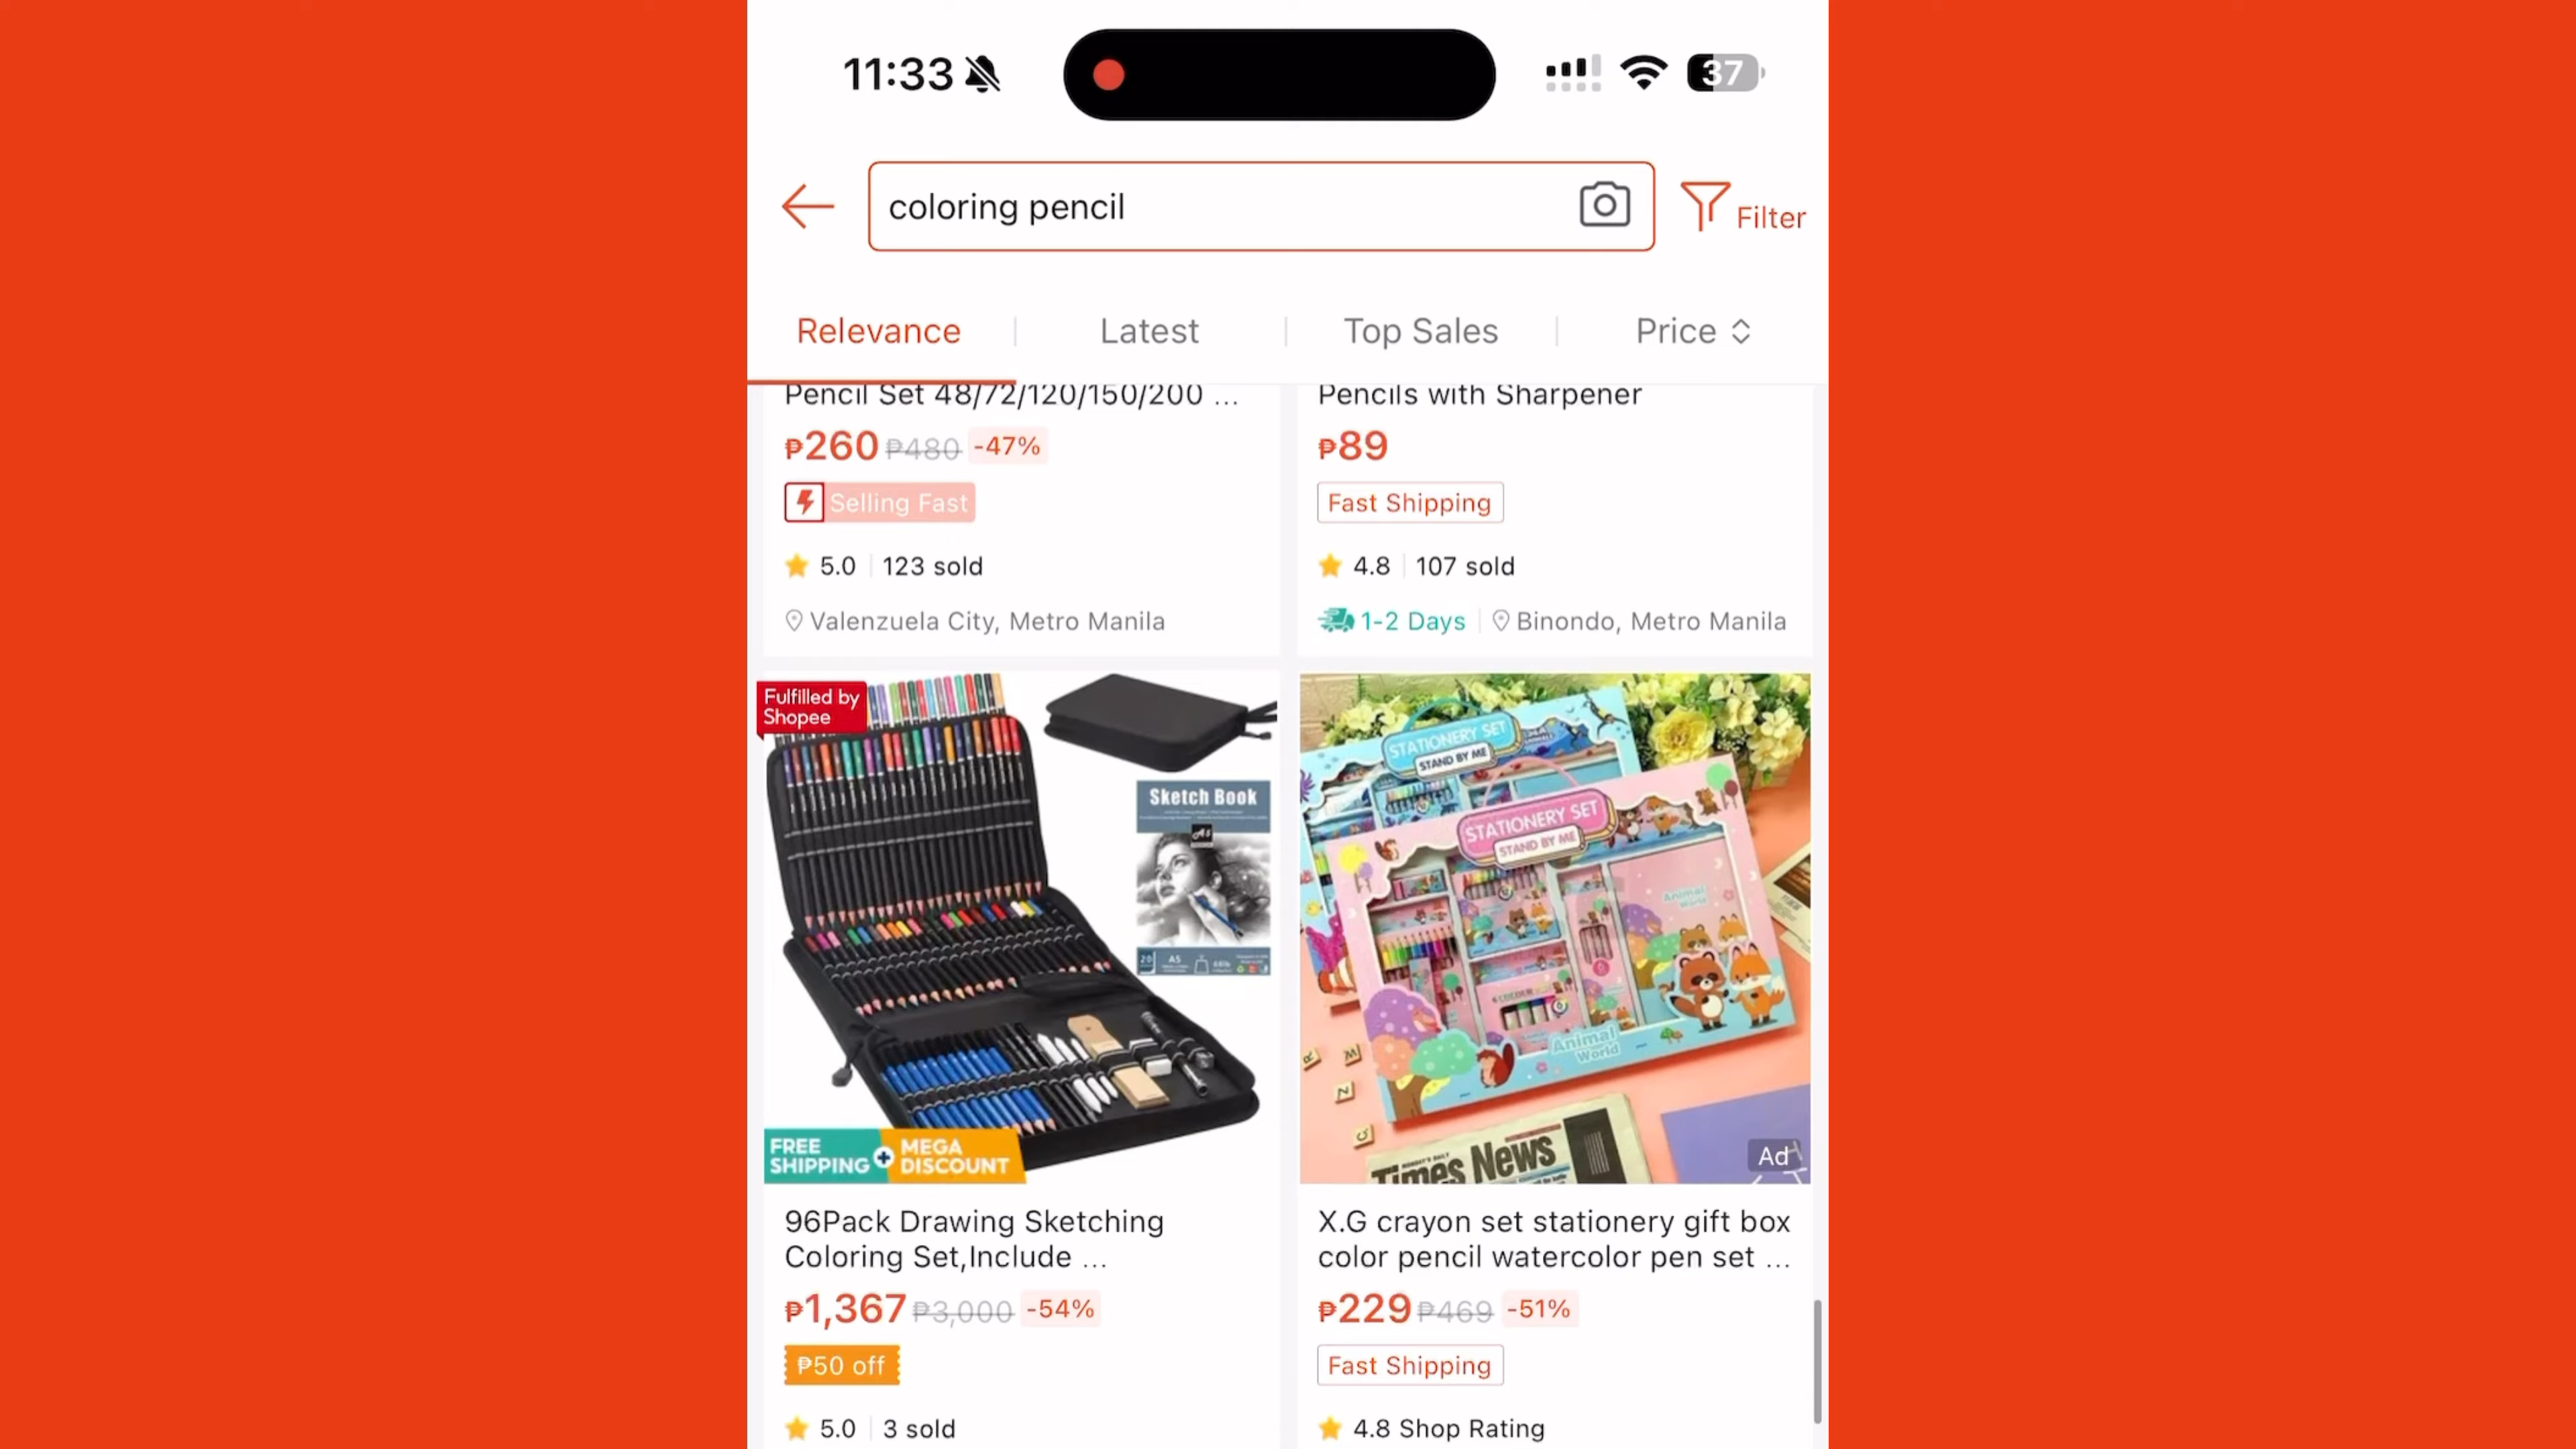 11:33
37
coloring pencil
Filter
Relevance
Latest
Top Sales
Price
Pencil Set 48/72/120/150/200 ...
₱260 ₱480 -47%
Selling Fast
5.0 123 sold
Valenzuela City, Metro Manila
Pencils with Sharpener
₱89
Fast Shipping
4.8 107 sold
1-2 Days
Binondo, Metro Manila
Fulfilled by
Shopee
Sketch Book
A5
20
A5
FREE
SHIPPING
+
MEGA
DISCOUNT
96Pack Drawing Sketching
Coloring Set,Include ...
₱1,367 ₱3,000 -54%
₱50 off
5.0 3 sold
STATIONERY SET
STAND BY ME
STATIONERY SET
STAND BY ME
Animal
World
Animal
World
Times News
Ad
X.G crayon set stationery gift box
color pencil watercolor pen set ...
₱229 ₱469 -51%
Fast Shipping
4.8 Shop Rating